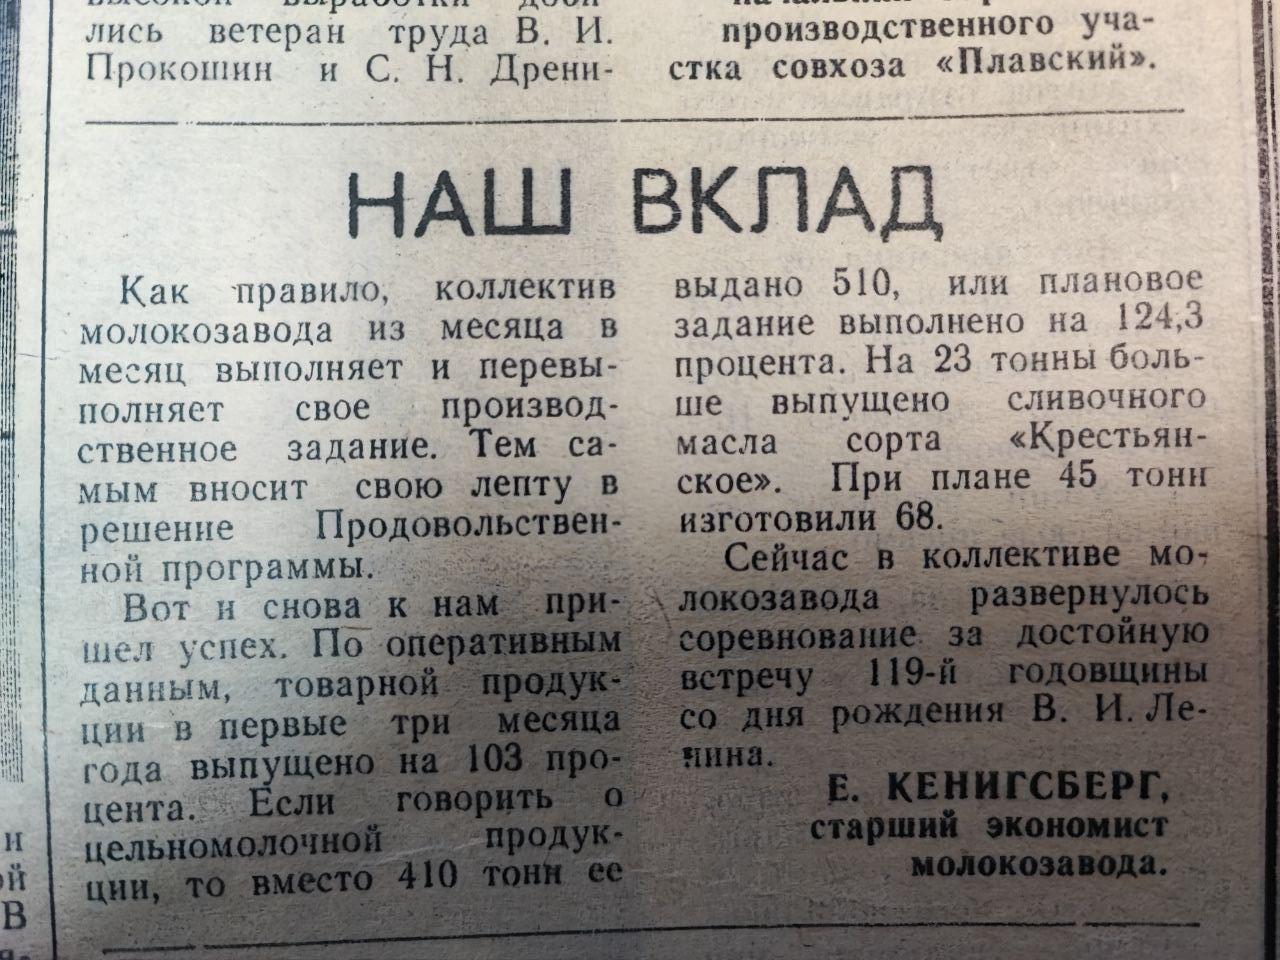 высокой выработки доби-
лись ветеран труда В. И.
Прокошин и С. Н. Дрени-
производственного уча-
стка совхоза «Плавский».
НАШ ВКЛАД
Как правило, коллектив
молокозавода из месяца в
месяц выполняет и перевы-
полняет свое производ-
ственное задание. Тем са-
мым вносит свою лепту в
решение Продовольствен-
ной программы.
Вот и снова к нам при-
шел успех. По оперативным
данным, товарной продук-
ции в первые три месяца
года выпущено на 103 про-
цента. Если говорить о
цельномолочной продук-
ции, то вместо 410 тонн ее
выдано 510, или плановое
задание выполнено на 124,3
процента. На 23 тонны боль-
ше выпущено сливочного
масла сорта «Крестьян-
ское». При плане 45 тонн
изготовили 68.
Сейчас в коллективе мо-
локозавода развернулось
соревнование за достойную
встречу 119-й годовщины
со дня рождения В. И. Ле-
нина.
Е. КЕНИГСБЕРГ,
старший экономист
молокозавода.